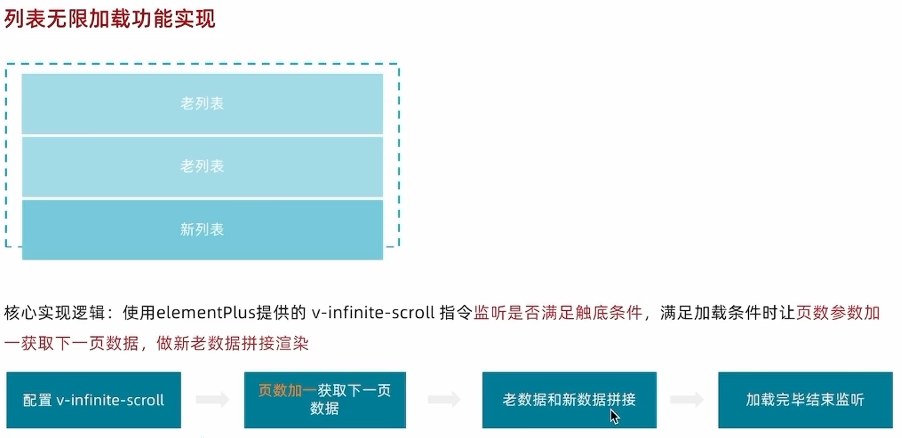 列表无限加载功能实现
老列表
老列表
新列表
核心实现逻辑：使用elementPlus提供的 v-infinite-scroll 指令监听是否满足触底条件，满足加载条件时让页数参数加
一获取下一页数据，做新老数据拼接渲染
配置 v-infinite-scroll
页数加一获取下一页
数据
老数据和新数据拼接
加载完毕结束监听